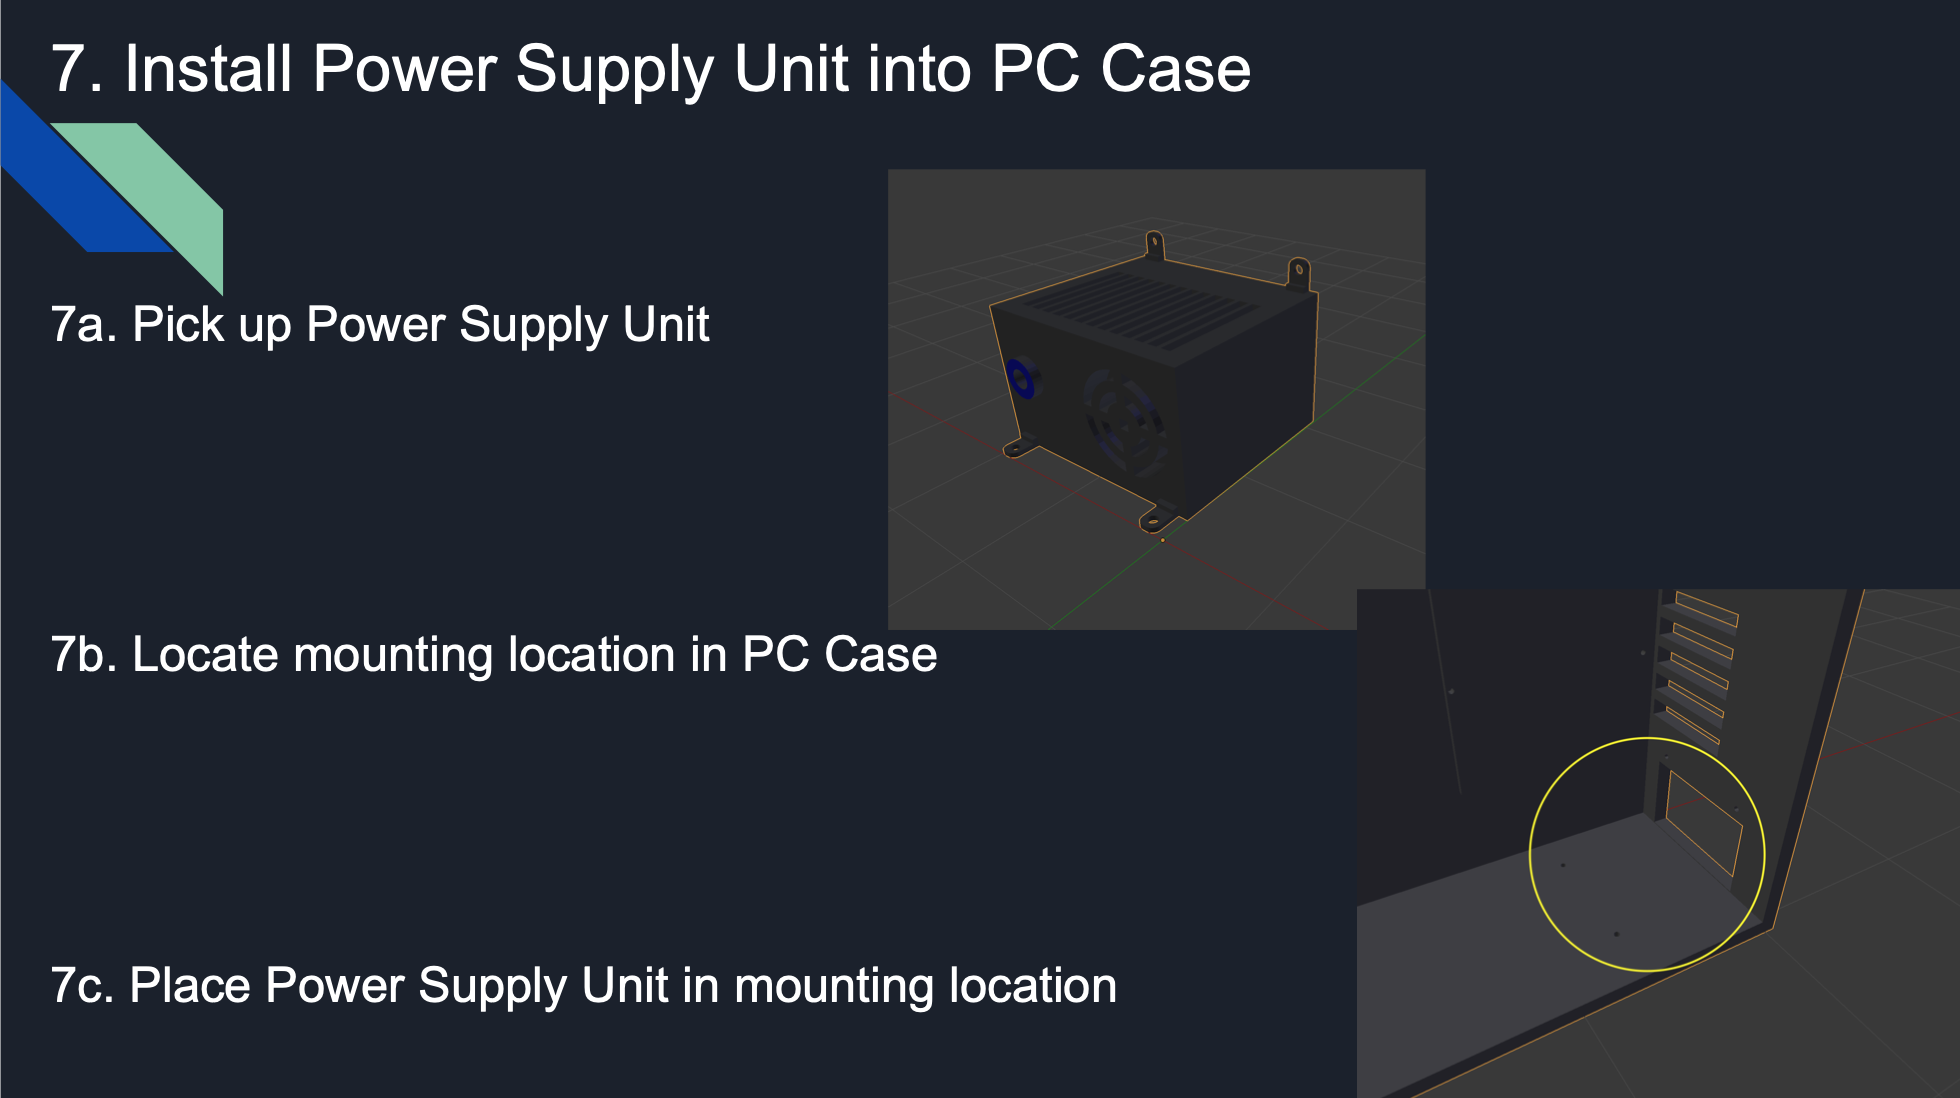 7. Install Power Supply Unit into PC Case
7a. Pick up Power Supply Unit
7b. Locate mounting location in PC Case
7c. Place Power Supply Unit in mounting location